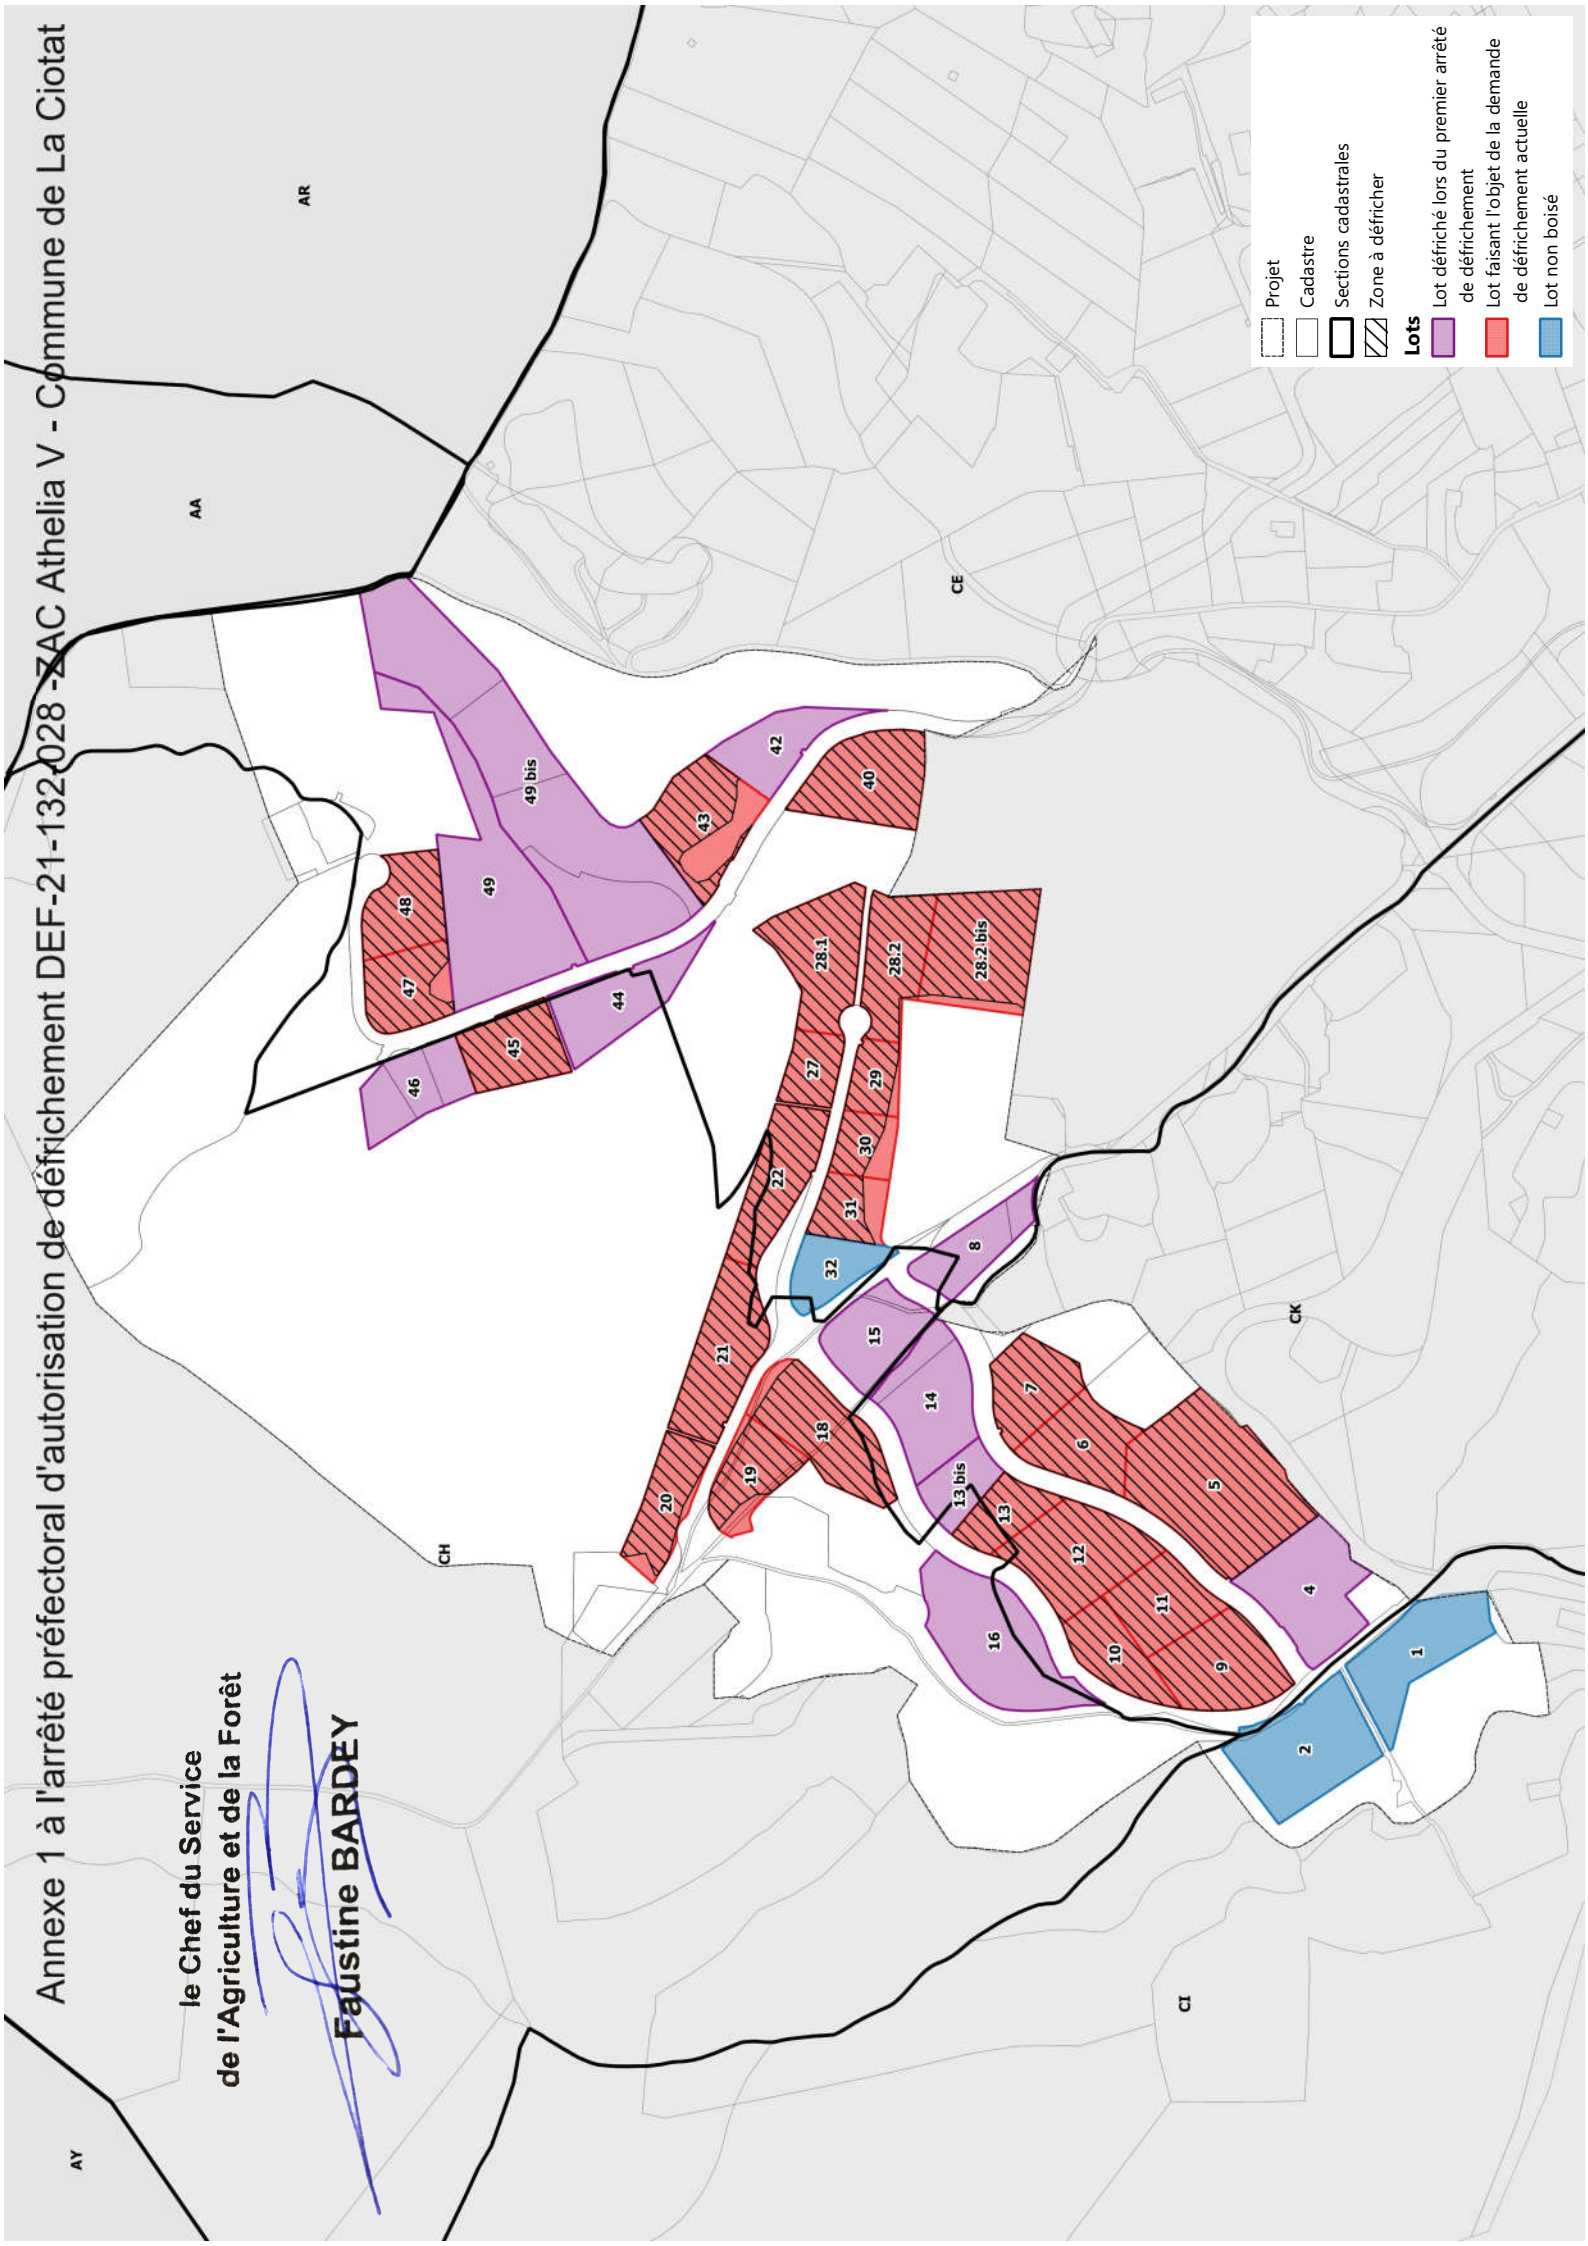 Annexe 1 à l'arrêté préfectoral d'autorisation de défrichement DEF-21-132-028 -ZAC Athelia V - Commune de La Ciotat
le Chef du Service
de l'Agriculture et de la Forêt
Faustine BARDEY
AY
AA
AR
CH
CE
CI
CK
46
47
48
45
49
49 bis
44
43
42
40
20
21
22
27
28.1
19
18
32
31
30
29
28.2
28.2 bis
16
13 bis
14
15
8
13
12
10
11
9
7
6
5
4
2
1
Projet
Cadastre
Sections cadastrales
Zone à défricher
Lots
Lot défriché lors du premier arrêté
de défrichement
Lot faisant l'objet de la demande
de défrichement actuelle
Lot non boisé